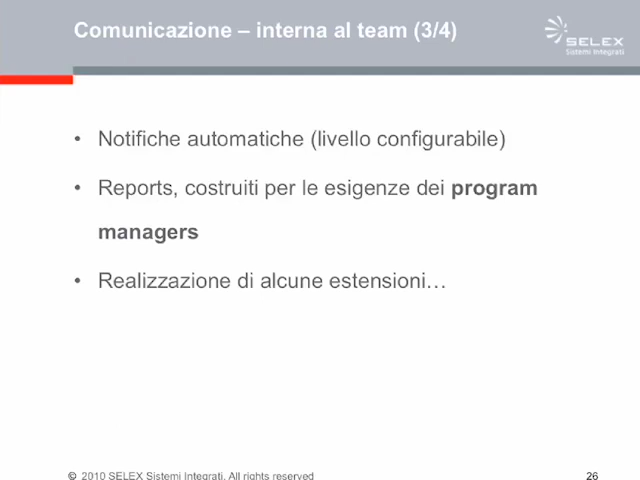 Comunicazione – interna al team (3/4)
SELEX
Sistemi Integrati
• Notifiche automatiche (livello configurabile)
• Reports, costruiti per le esigenze dei program
managers
• Realizzazione di alcune estensioni…
© 2010 SELEX Sistemi Integrati. All rights reserved
26